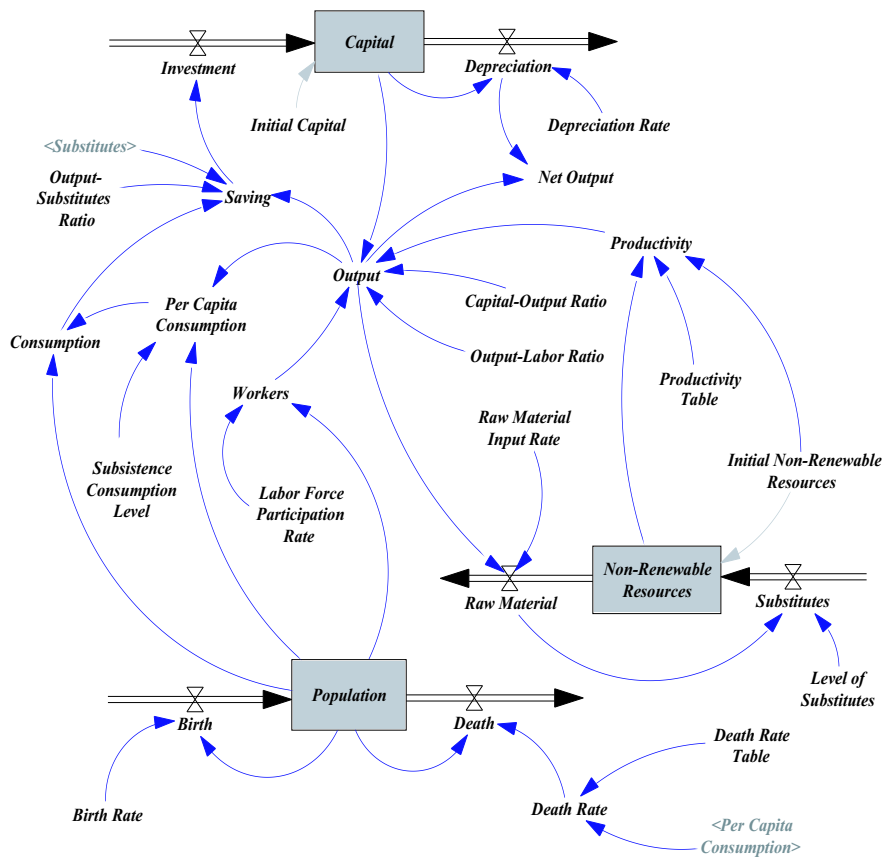 Capital
Investment
Depreciation
Initial Capital
Depreciation Rate
<Substitutes>
Output-
Substitutes
Ratio
Saving
Net Output
Productivity
Output
Per Capita
Consumption
Capital-Output Ratio
Consumption
Output-Labor Ratio
Workers
Productivity
Table
Raw Material
Input Rate
Subsistence
Consumption
Level
Labor Force
Participation
Rate
Initial Non-Renewable
Resources
Non-Renewable
Resources
Raw Material
Substitutes
Level of
Substitutes
Population
Birth
Death
Death Rate
Table
Birth Rate
Death Rate
<Per Capita
Consumption>